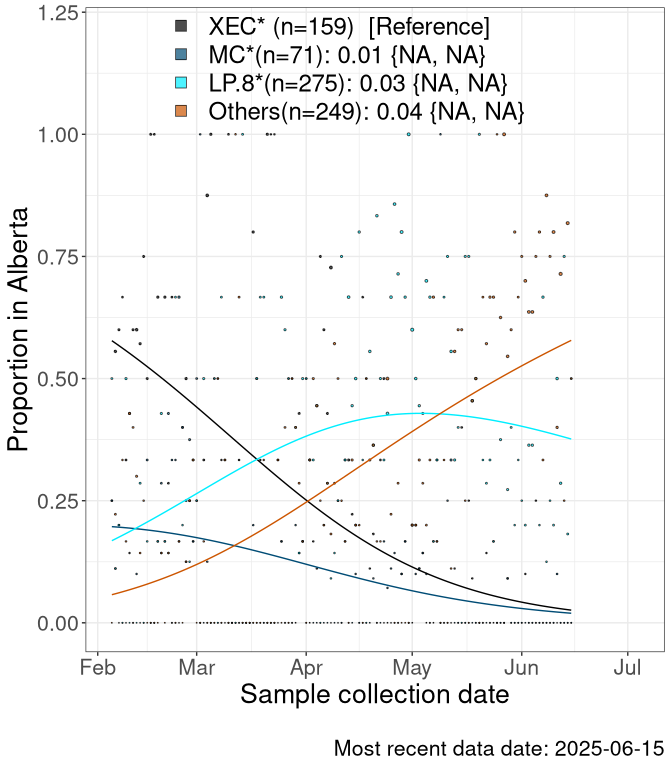 XEC* (n=159)  [Reference]
MC*(n=71): 0.01 {NA, NA}
LP.8*(n=275): 0.03 {NA, NA}
Others(n=249): 0.04 {NA, NA}
1.25
1.00
0.75
0.50
0.25
0.00
Proportion in Alberta
Feb Mar Apr May Jun Jul
Sample collection date
Most recent data date: 2025-06-15